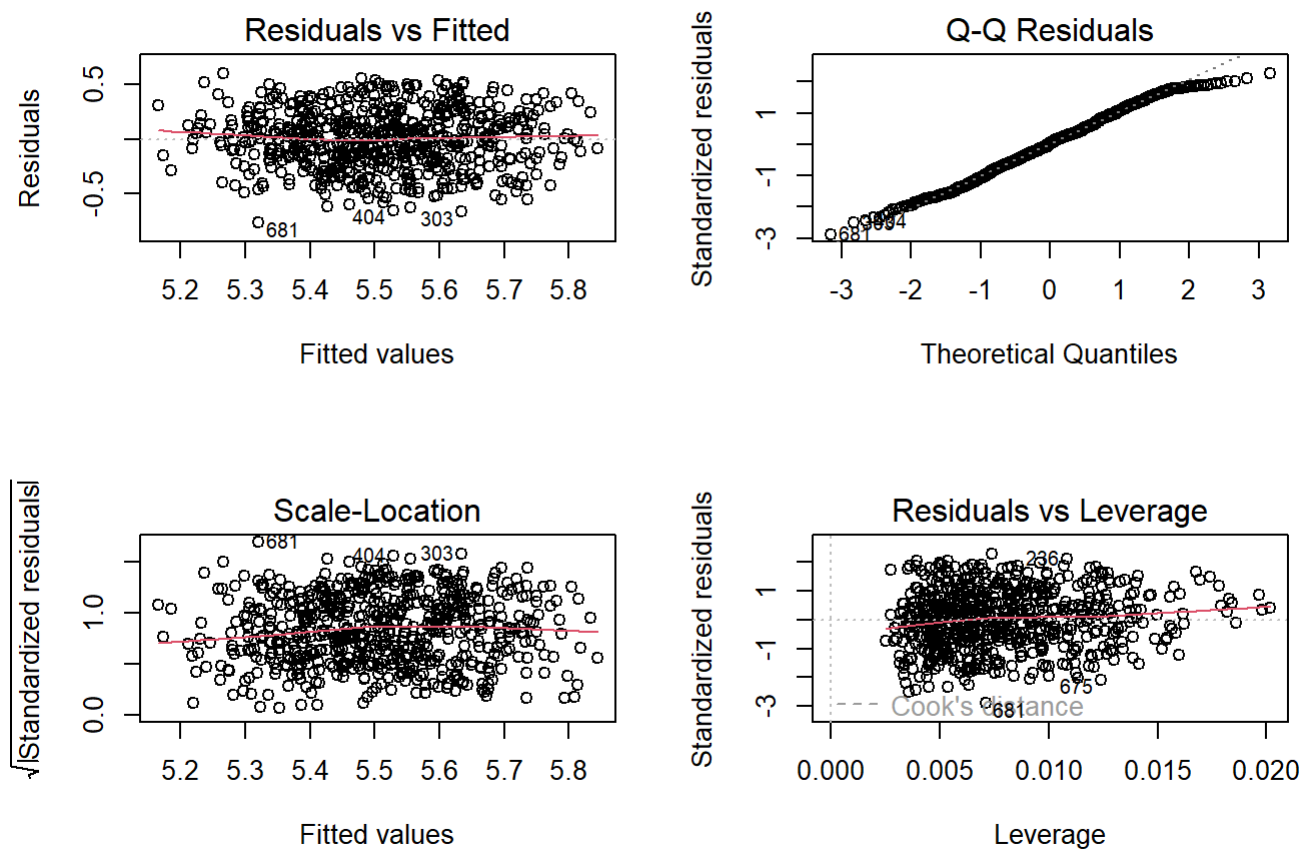 Residuals vs Fitted
Residuals
0.5
-0.5
681
404
303
5.2 5.3 5.4 5.5 5.6 5.7 5.8
Fitted values
Q-Q Residuals
Standardized residuals
1
-1
-3
681
-3 -2 -1 0 1 2 3
Theoretical Quantiles
Scale-Location
√|Standardized residuals|
1.0
0.0
681
404
303
5.2 5.3 5.4 5.5 5.6 5.7 5.8
Fitted values
Residuals vs Leverage
Standardized residuals
1
-1
-3
236
675
681
Cook's distance
0.000 0.005 0.010 0.015 0.020
Leverage